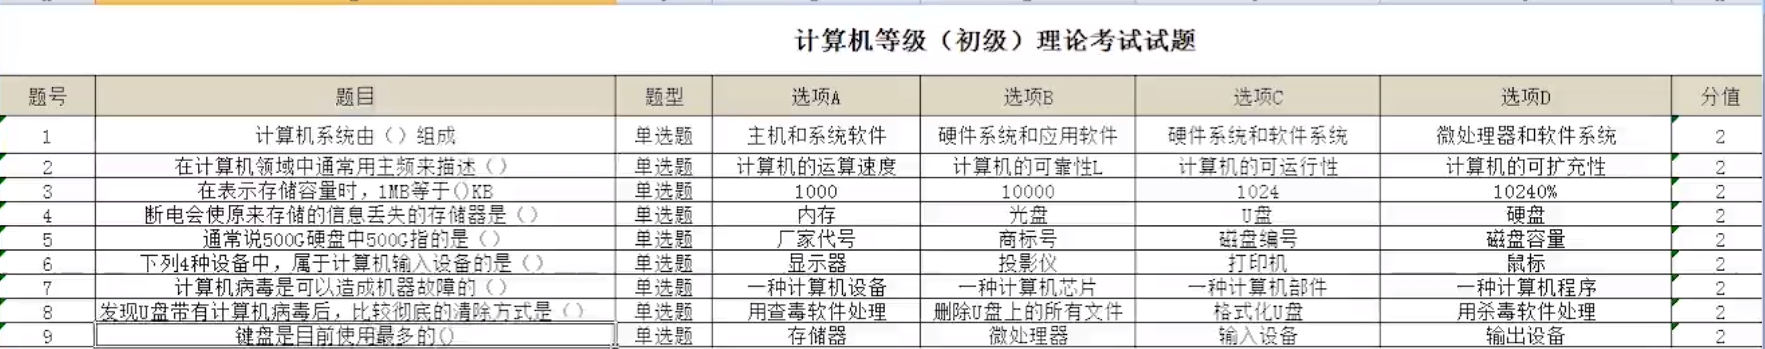 计算机等级（初级）理论考试试题
题号 题目 题型 选项A 选项B 选项C 选项D 分值
1 计算机系统由（）组成 单选题 主机和系统软件 硬件系统和应用软件 硬件系统和软件系统 微处理器和软件系统 2
2 在计算机领域中通常用主频来描述（） 单选题 计算机的运算速度 计算机的可靠性L 计算机的可运行性 计算机的可扩充性 2
3 在表示存储容量时，1MB等于()KB 单选题 1000 10000 1024 10240% 2
4 断电会使原来存储的信息丢失的存储器是（） 单选题 内存 光盘 U盘 硬盘 2
5 通常说500G硬盘中500G指的是（） 单选题 厂家代号 商标号 磁盘编号 磁盘容量 2
6 下列4种设备中，属于计算机输入设备的是（） 单选题 显示器 投影仪 打印机 鼠标 2
7 计算机病毒是可以造成机器故障的（） 单选题 一种计算机设备 一种计算机芯片 一种计算机部件 一种计算机程序 2
8 发现U盘带有计算机病毒后，比较彻底的清除方式是（） 单选题 用查毒软件处理 删除U盘上的所有文件 格式化U盘 用杀毒软件处理 2
9 键盘是目前使用最多的() 单选题 存储器 微处理器 输入设备 输出设备 2